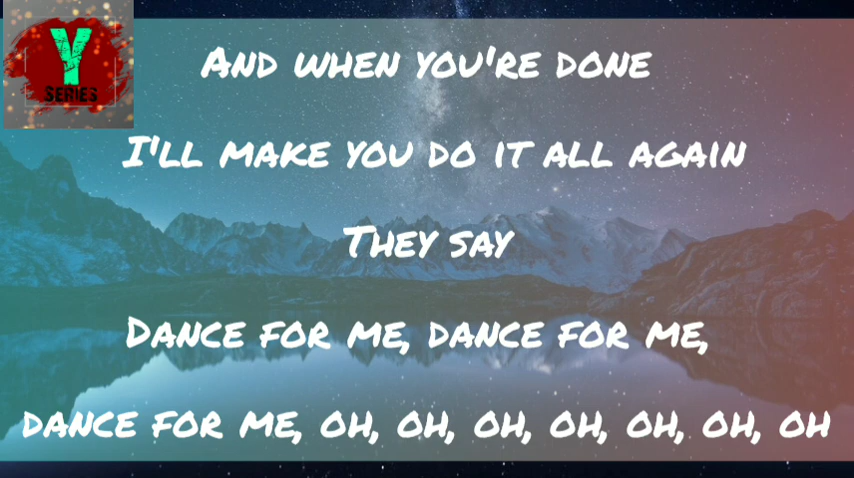 Y
SERIES
And when you're done
I'll make you do it all again
They say
Dance for me, dance for me,
dance for me, oh, oh, oh, oh, oh, oh, oh